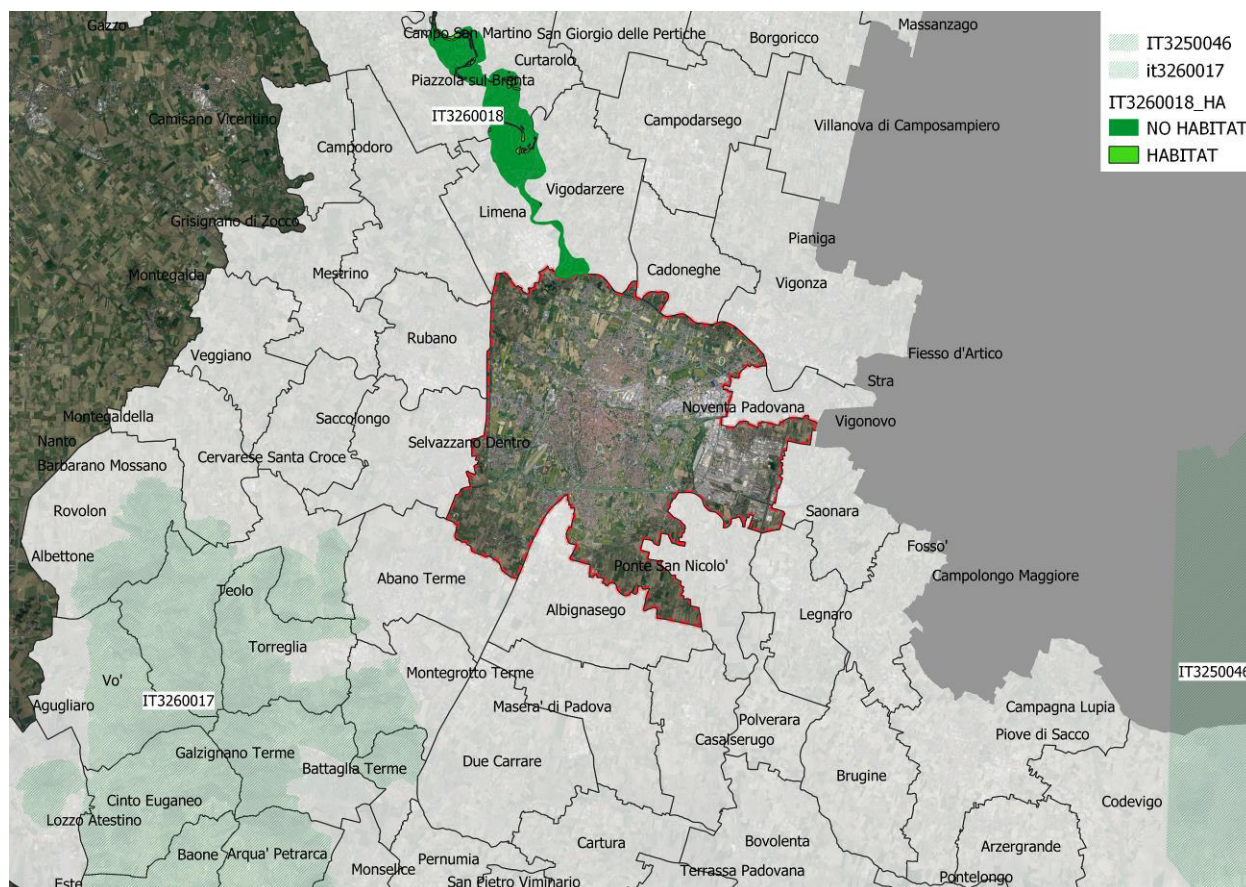 Gazzo
Campo San Martino
San Giorgio delle Pertiche
Borgoricco
Massanzago
Curtarolo
Piazzola sul Brenta
IT3260018
Camisano Vicentino
Campodoro
Campodarsego
Villanova di Camposampiero
Vigodarzere
Limena
Grisignano di Zocco
Pianiga
Montegalda
Mestrino
Cadoneghe
Vigonza
Rubano
Veggiano
Fiesso d'Artico
Stra
Noventa Padovana
Montegaldella
Saccolongo
Vigonovo
Nanto
Selvazzano Dentro
Barbarano Mossano
Cervarese Santa Croce
Rovolon
Saonara
Albettone
Fosso'
Ponte San Nicolo'
Abano Terme
Campolongo Maggiore
Teolo
Albignasego
Legnaro
Torreglia
Vo'
IT3260017
Montegrotto Terme
IT3250046
Agugliaro
Masera' di Padova
Campagna Lupia
Polverara
Piove di Sacco
Casalserugo
Galzignano Terme
Battaglia Terme
Due Carrare
Brugine
Cinto Euganeo
Codevigo
Lozzo Atestino
Cartura
Bovolenta
Arzergrande
Baone
Arqua' Petrarca
Pernumia
Monselice
Terrassa Padovana
Pontelongo
Este
San Pietro Viminario
IT3250046
it3260017
IT3260018_HA
NO HABITAT
HABITAT